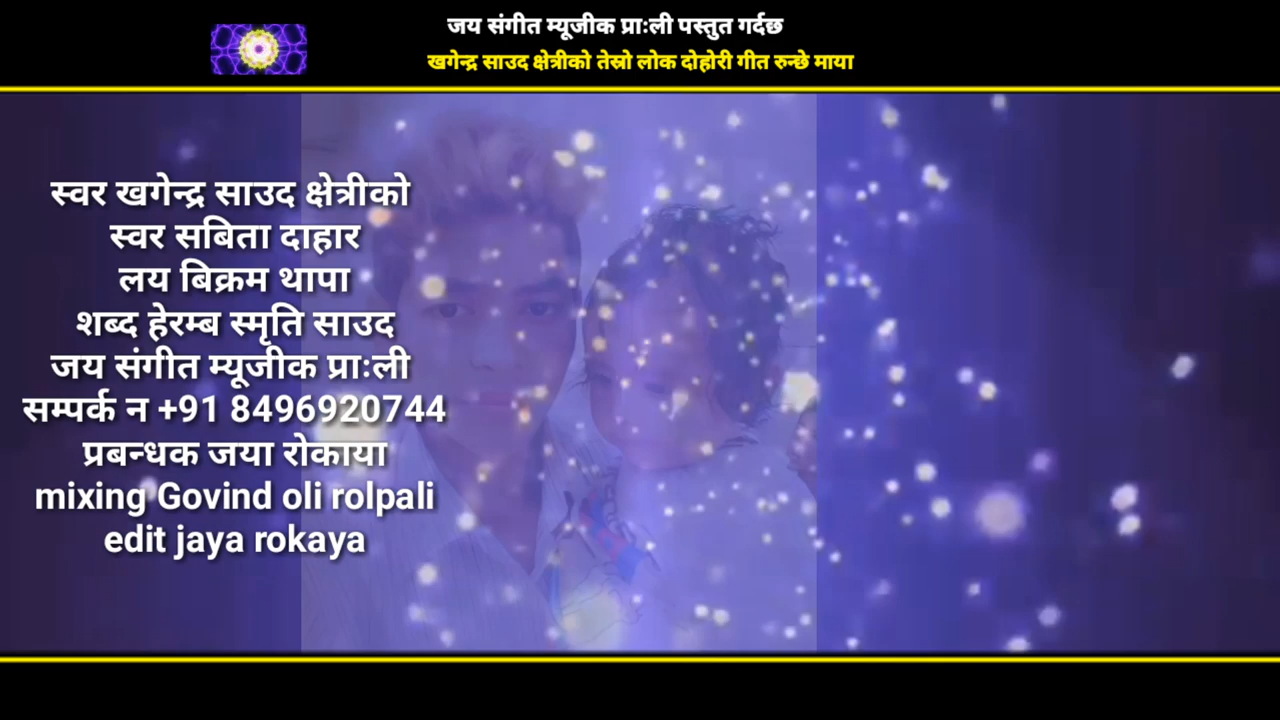 जय संगीत म्यूजीक प्राःली पस्तुत गर्दछ
खगेन्द्र साउद क्षेत्रीको तेस्रो लोक दोहोरी गीत रुन्छे माया
स्वर खगेन्द्र साउद क्षेत्रीको
स्वर सबिता दाहार
लय बिक्रम थापा
शब्द हेरम्ब स्मृति साउद
जय संगीत म्यूजीक प्राःली
सम्पर्क न +91 8496920744
प्रबन्धक जया रोकाया
mixing Govind oli rolpali
edit jaya rokaya